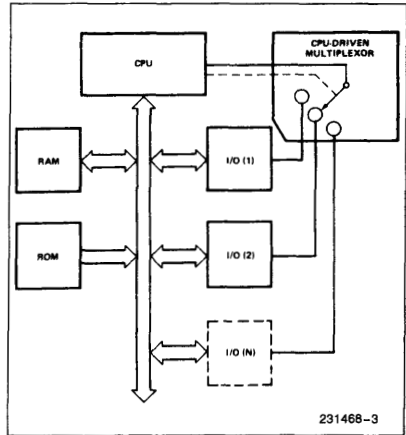 CPU
CPU-DRIVEN
MULTIPLEXOR
RAM
I/O (1)
ROM
I/O (2)
I/O (N)
231468-3